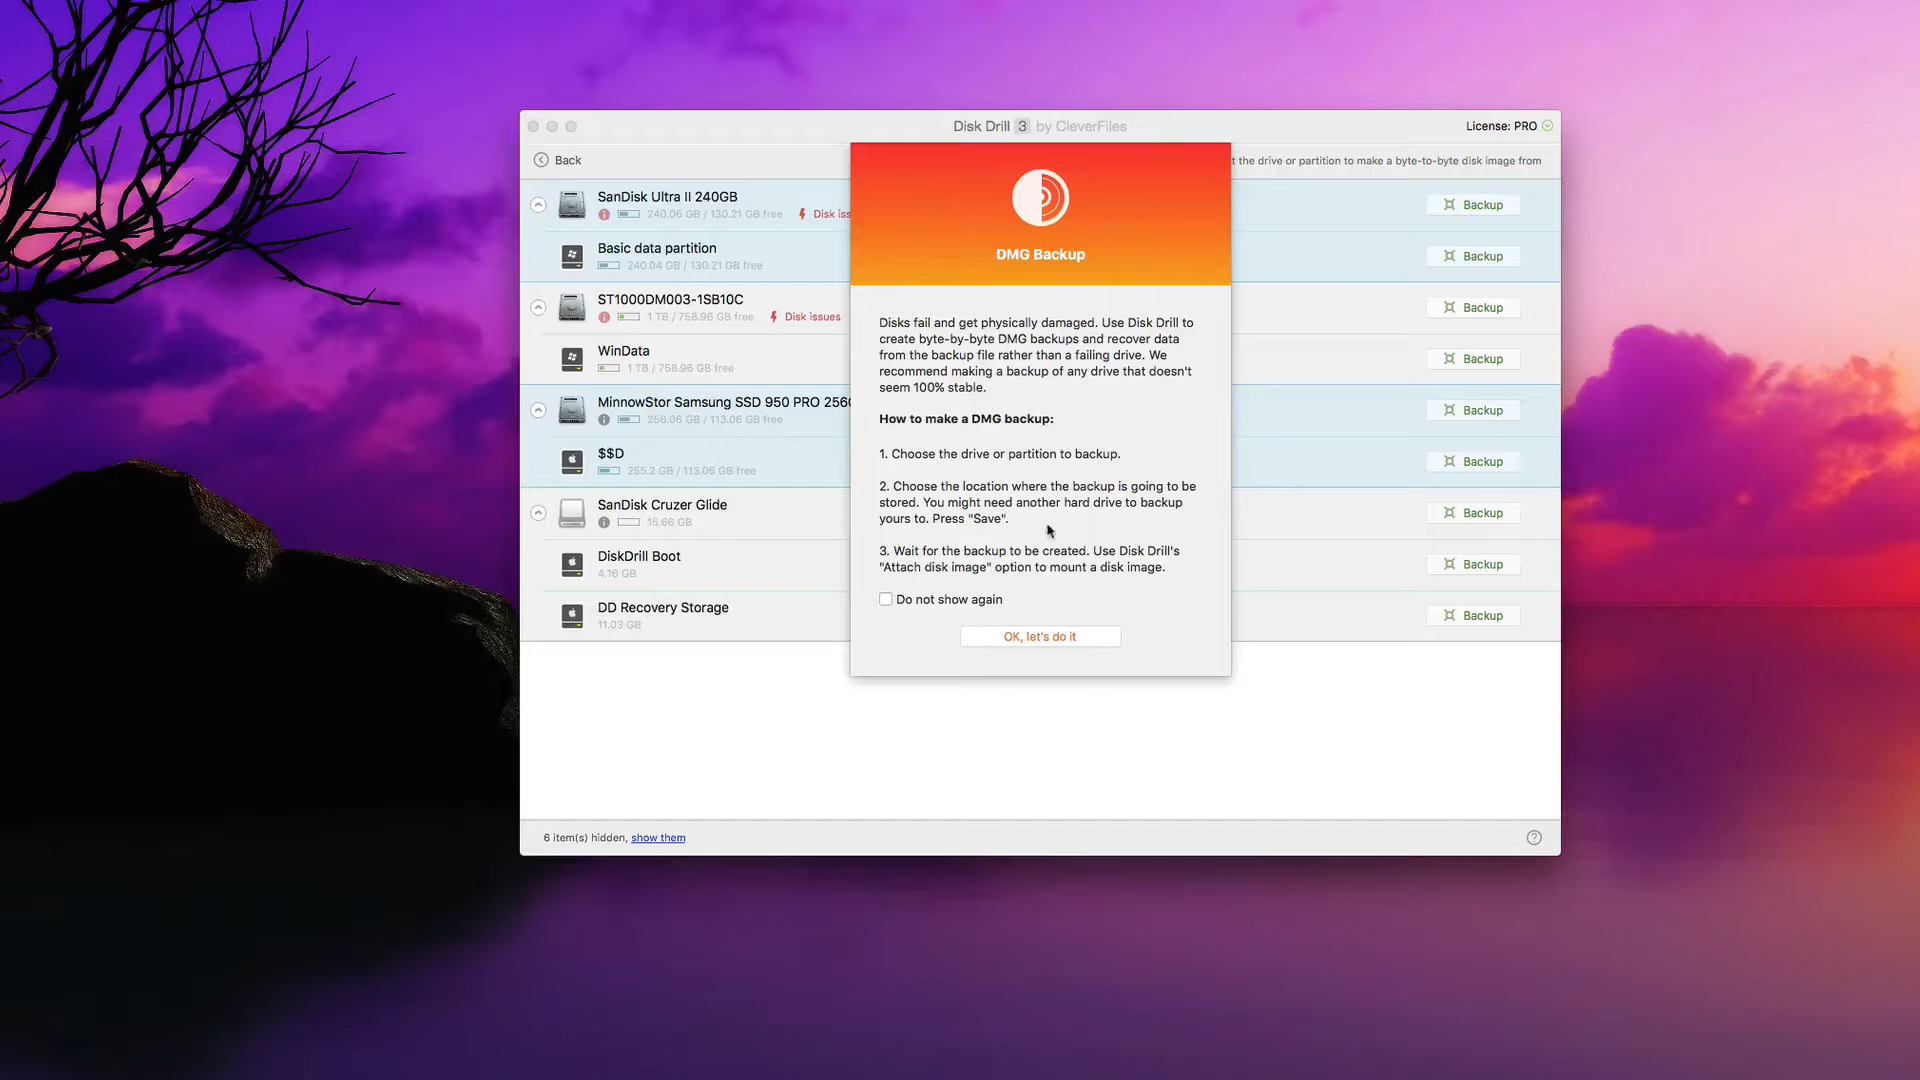 Disk Drill 3 by CleverFiles
License: PRO
Back
t the drive or partition to make a byte-to-byte disk image from
SanDisk Ultra II 240GB
240.06 GB / 130.21 GB free
Disk iss
Backup
Basic data partition
240.04 GB / 130.21 GB free
Backup
ST1000DM003-1SB10C
1 TB / 758.96 GB free
Disk issues
Backup
WinData
1 TB / 758.96 GB free
Backup
MinnowStor Samsung SSD 950 PRO 256G
256.06 GB / 113.06 GB free
Backup
$$D
255.2 GB / 113.06 GB free
Backup
SanDisk Cruzer Glide
15.66 GB
Backup
DiskDrill Boot
4.16 GB
Backup
DD Recovery Storage
11.03 GB
Backup
DMG Backup
Disks fail and get physically damaged. Use Disk Drill to
create byte-by-byte DMG backups and recover data
from the backup file rather than a failing drive. We
recommend making a backup of any drive that doesn't
seem 100% stable.
How to make a DMG backup:
1. Choose the drive or partition to backup.
2. Choose the location where the backup is going to be
stored. You might need another hard drive to backup
yours to. Press "Save".
3. Wait for the backup to be created. Use Disk Drill's
"Attach disk image" option to mount a disk image.
Do not show again
OK, let's do it
6 item(s) hidden, show them